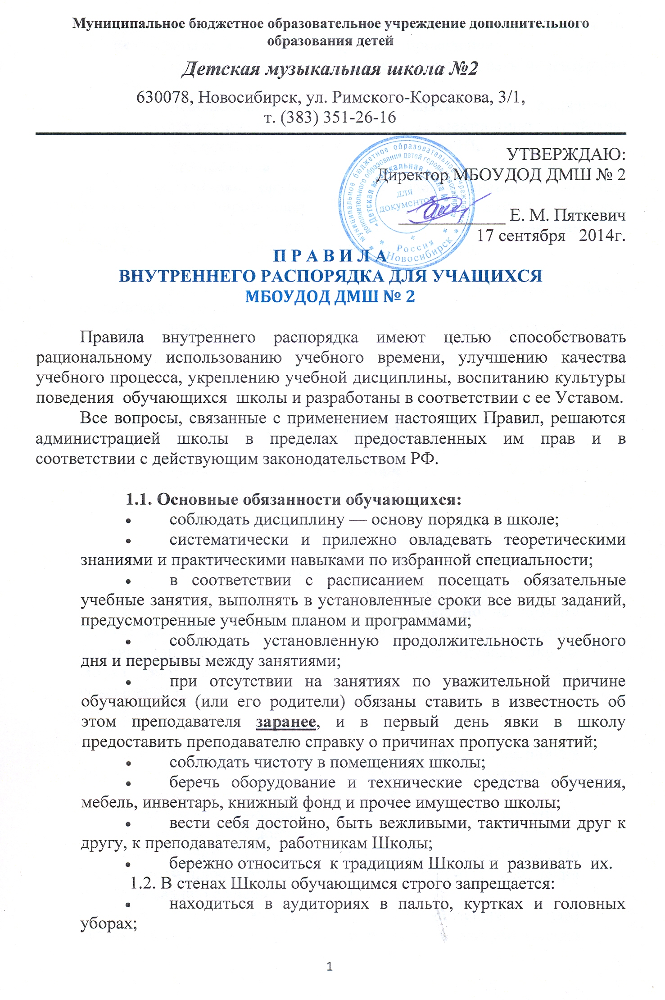 Муниципальное бюджетное образовательное учреждение дополнительного
образования детей
Детская музыкальная школа №2
630078, Новосибирск, ул. Римского-Корсакова, 3/1,
т. (383) 351-26-16
УТВЕРЖДАЮ:
Директор МБОУДОД ДМШ № 2
муниципальное бюджетное образовательное учреждение
дополнительного образования детей города Новосибирска
«Детская музыкальная школа №
для
документов
* Россия *
* Новосибирск *
____________ Е. М. Пяткевич
17 сентября 2014г.
П Р А В И Л А
ВНУТРЕННЕГО РАСПОРЯДКА ДЛЯ УЧАЩИХСЯ
МБОУДОД ДМШ № 2
Правила внутреннего распорядка имеют целью способствовать
рациональному использованию учебного времени, улучшению качества
учебного процесса, укреплению учебной дисциплины, воспитанию культуры
поведения обучающихся школы и разработаны в соответствии с ее Уставом.
Все вопросы, связанные с применением настоящих Правил, решаются
администрацией школы в пределах предоставленных им прав и в
соответствии с действующим законодательством РФ.
1.1. Основные обязанности обучающихся:
• соблюдать дисциплину — основу порядка в школе;
• систематически и прилежно овладевать теоретическими
знаниями и практическими навыками по избранной специальности;
• в соответствии с расписанием посещать обязательные
учебные занятия, выполнять в установленные сроки все виды заданий,
предусмотренные учебным планом и программами;
• соблюдать установленную продолжительность учебного
дня и перерывы между занятиями;
• при отсутствии на занятиях по уважительной причине
обучающийся (или его родители) обязаны ставить в известность об
этом преподавателя заранее, и в первый день явки в школу
предоставить преподавателю справку о причинах пропуска занятий;
• соблюдать чистоту в помещениях школы;
• беречь оборудование и технические средства обучения,
мебель, инвентарь, книжный фонд и прочее имущество школы;
• вести себя достойно, быть вежливыми, тактичными друг к
другу, к преподавателям, работникам Школы;
• бережно относиться к традициям Школы и развивать их.
1.2. В стенах Школы обучающимся строго запрещается:
• находиться в аудиториях в пальто, куртках и головных
уборах;
1